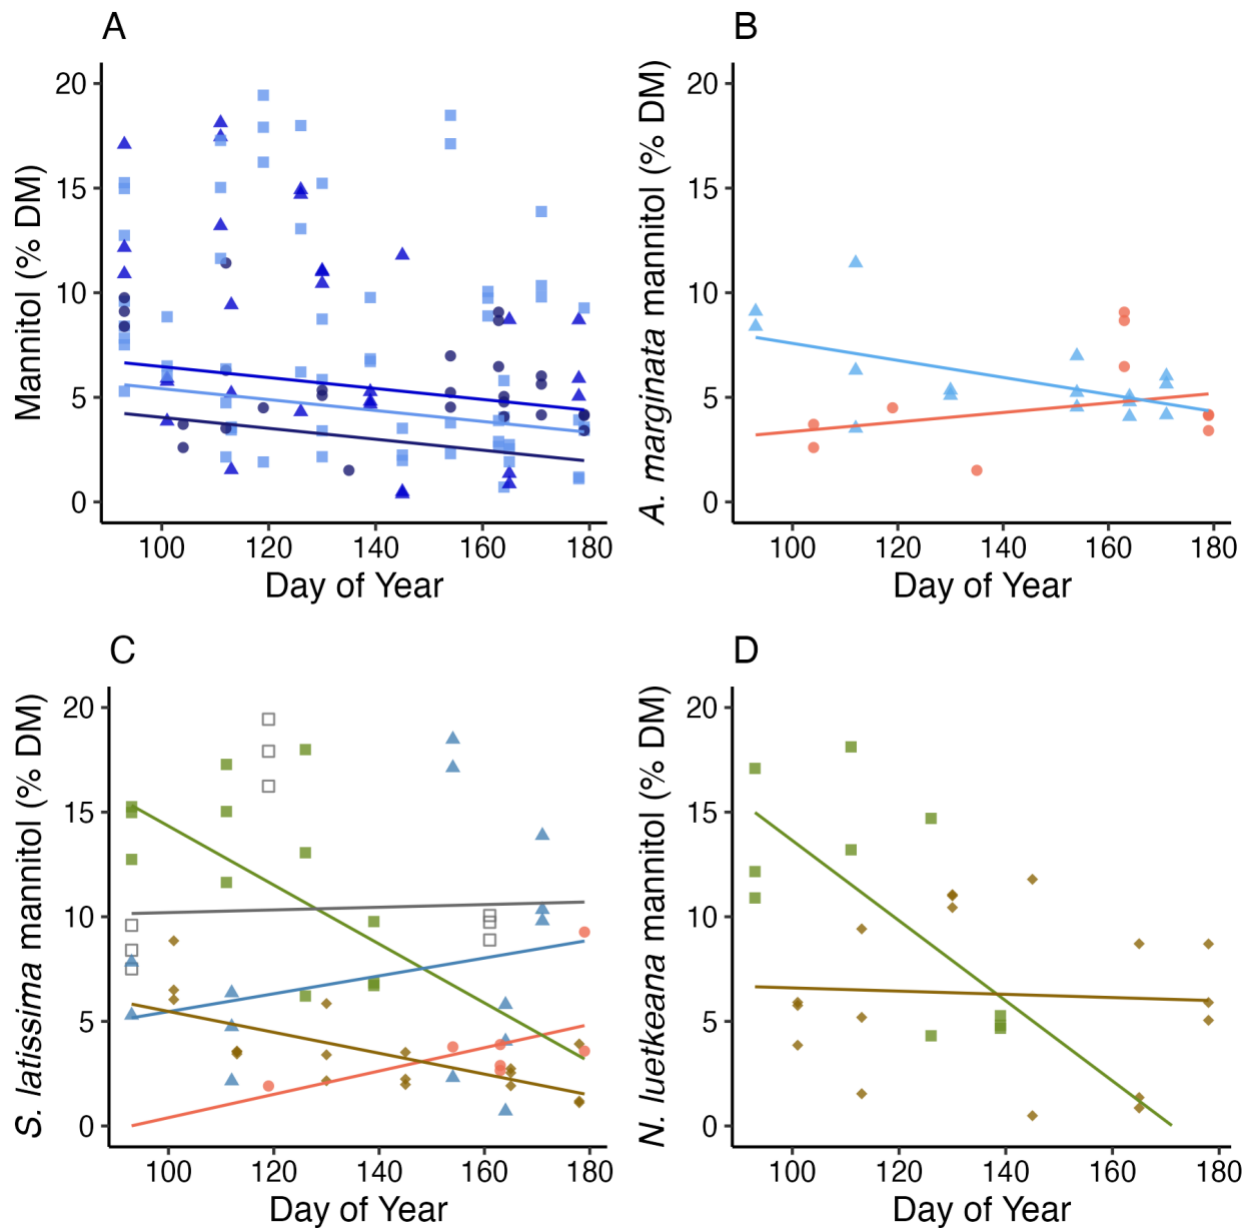 A
Mannitol (% DM)
20
15
10
5
0
100 120 140 160 180
Day of Year
B
A. marginata mannitol (% DM)
20
15
10
5
0
100 120 140 160 180
Day of Year
C
S. latissima mannitol (% DM)
20
15
10
5
0
100 120 140 160 180
Day of Year
D
N. luetkeana mannitol (% DM)
20
15
10
5
0
100 120 140 160 180
Day of Year